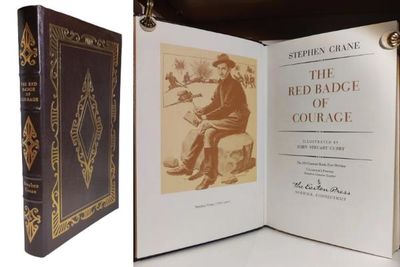 THE
RED BADGE
OF
COURAGE
Stephen
Crane
STEPHEN CRANE
THE
RED BADGE
OF
COURAGE
ILLUSTRATED BY
JOHN STEUART CURRY
The Easton Press
NORWALK, CONNECTICUT